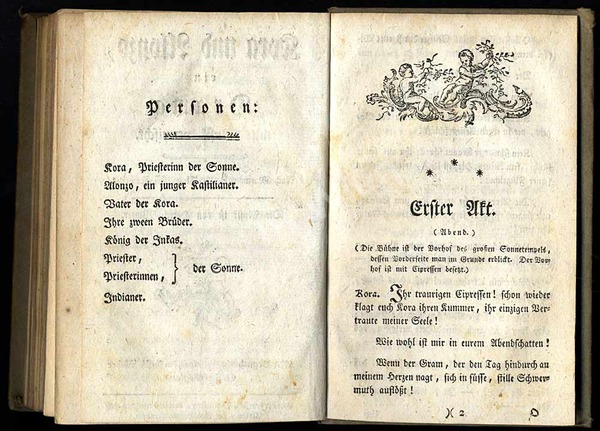 Personen:
Kora, Priesterinn der Sonne.
Alonzo, ein junger Kastilianer.
Vater der Kora.
Ihre zween Brüder.
König der Inkas.
Priester,
Priesterinnen, } der Sonne.
Indianer.
* * *
Erster Akt.
(Abend.)
(Die Bühne ist der Vorhof des großen Sonnetempels,
dessen Vorderseite man im Grunde erblickt. Der Vor-
hof ist mit Cipressen besetzt.)
Kora. Ihr traurigen Cipressen! schon wieder
klagt euch Kora ihren Kummer, ihr einzigen Ver-
traute meiner Seele!
Wie wohl ist mir in eurem Abendschatten!
Wenn der Gram, der den Tag hindurch an
meinem Herzen nagt, sich in süsse, stille Schwer-
muth auflößt!
)( 2 O